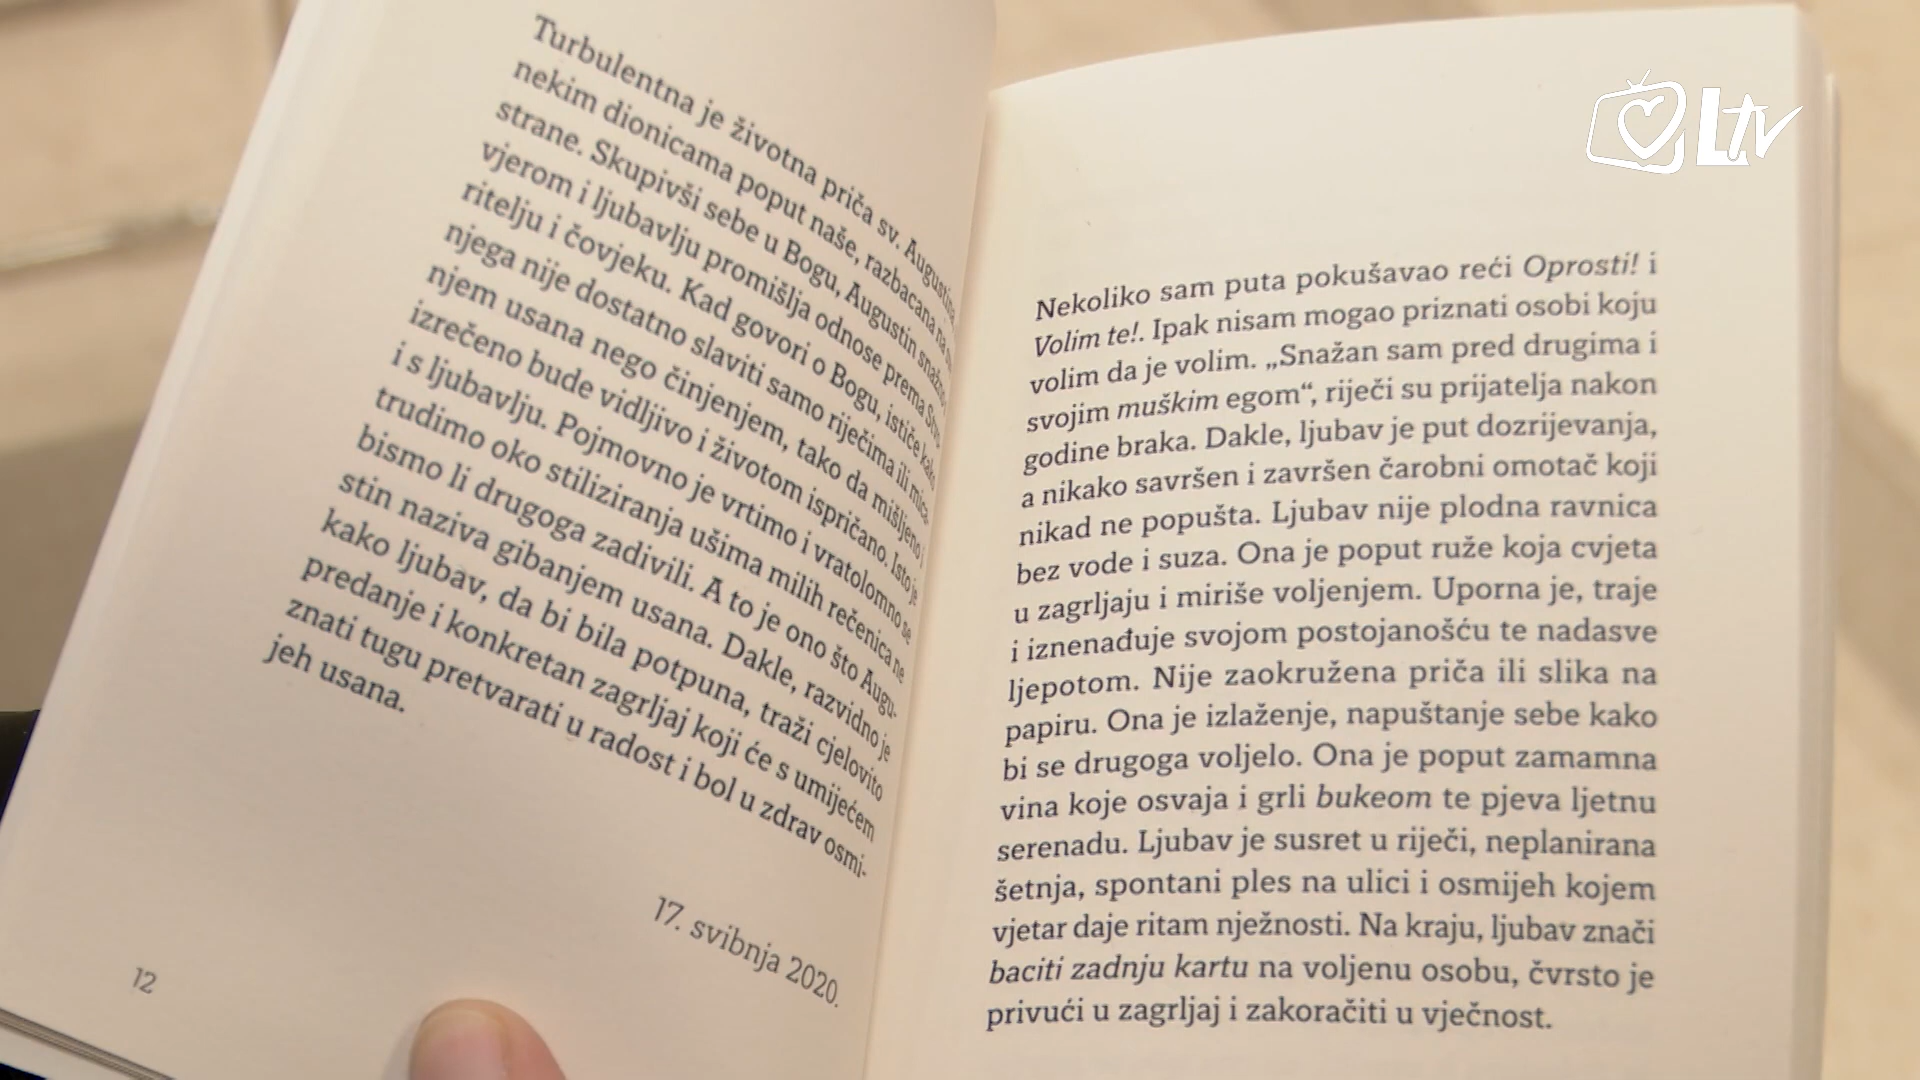 Turbulentna je životna priča sv. Augustina,
nekim dionicama poput naše, razbacana na
strane. Skupivši sebe u Bogu, Augustin snažno
vjerom i ljubavlju promišlja odnose prema Stvo-
ritelju i čovjeku. Kad govori o Bogu, ističe kako
njega nije dostatno slaviti samo riječima ili mica-
njem usana nego činjenjem, tako da mišljeno i
izrečeno bude vidljivo i životom ispričano. Isto je
i s ljubavlju. Pojmovno je vrtimo i vratolomno se
trudimo oko stiliziranja ušima milih rečenica ne
bismo li drugoga zadivili. A to je ono što Augu-
stin naziva gibanjem usana. Dakle, razvidno je
kako ljubav, da bi bila potpuna, traži cjelovito
predanje i konkretan zagrljaj koji će s umijećem
znati tugu pretvarati u radost i bol u zdrav osmi-
jeh usana.
17. svibnja 2020.
12
Nekoliko sam puta pokušavao reći Oprosti! i
Volim te!. Ipak nisam mogao priznati osobi koju
volim da je volim. „Snažan sam pred drugima i
svojim muškim egom“, riječi su prijatelja nakon
godine braka. Dakle, ljubav je put dozrijevanja,
a nikako savršen i završen čarobni omotač koji
nikad ne popušta. Ljubav nije plodna ravnica
bez vode i suza. Ona je poput ruže koja cvjeta
u zagrljaju i miriše voljenjem. Uporna je, traje
i iznenađuje svojom postojanošću te nadasve
ljepotom. Nije zaokružena priča ili slika na
papiru. Ona je izlaženje, napuštanje sebe kako
bi se drugoga voljelo. Ona je poput zamamna
vina koje osvaja i grli bukeom te pjeva ljetnu
serenadu. Ljubav je susret u riječi, neplanirana
šetnja, spontani ples na ulici i osmijeh kojem
vjetar daje ritam nježnosti. Na kraju, ljubav znači
baciti zadnju kartu na voljenu osobu, čvrsto je
privući u zagrljaj i zakoračiti u vječnost.
LTV